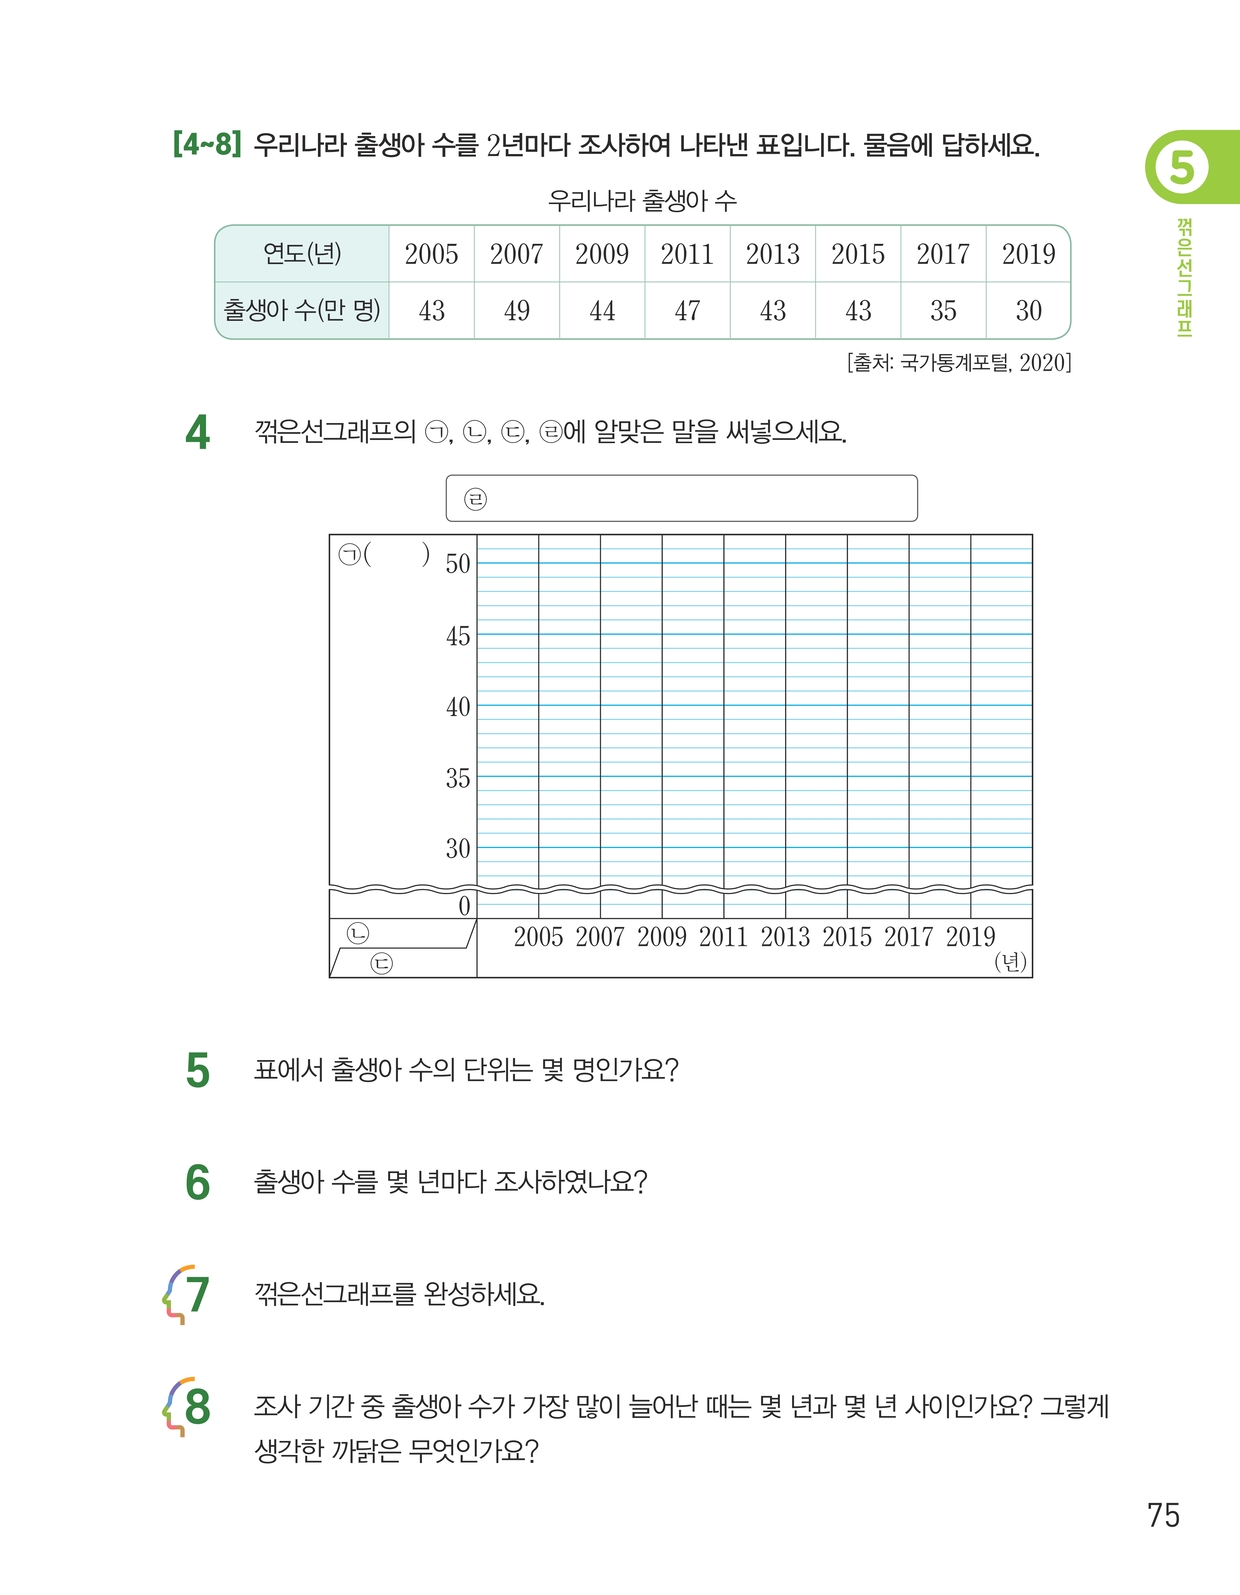 [4~8] 우리나라 출생아 수를 2년마다 조사하여 나타낸 표입니다. 물음에 답하세요.
우리나라 출생아 수
연도(년) 2005 2007 2009 2011 2013 2015 2017 2019
출생아 수(만 명) 43 49 44 47 43 43 35 30
[출처: 국가통계포털, 2020]
5
꺾은선그래프
4 꺾은선그래프의 ㉠, ㉡, ㉢, ㉣에 알맞은 말을 써넣으세요.
㉣
㉠( ) 50
45
40
35
30
0
㉡ 2005 2007 2009 2011 2013 2015 2017 2019
㉢ (년)
5 표에서 출생아 수의 단위는 몇 명인가요?
6 출생아 수를 몇 년마다 조사하였나요?
7 꺾은선그래프를 완성하세요.
8 조사 기간 중 출생아 수가 가장 많이 늘어난 때는 몇 년과 몇 년 사이인가요? 그렇게
생각한 까닭은 무엇인가요?
75